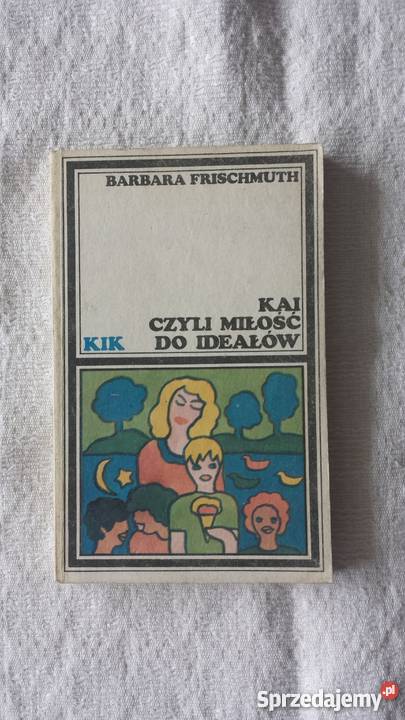 BARBARA FRISCHMUTH
KAI
CZYLI MIŁOŚĆ
KIK DO IDEAŁÓW
Sprzedajemy.pl